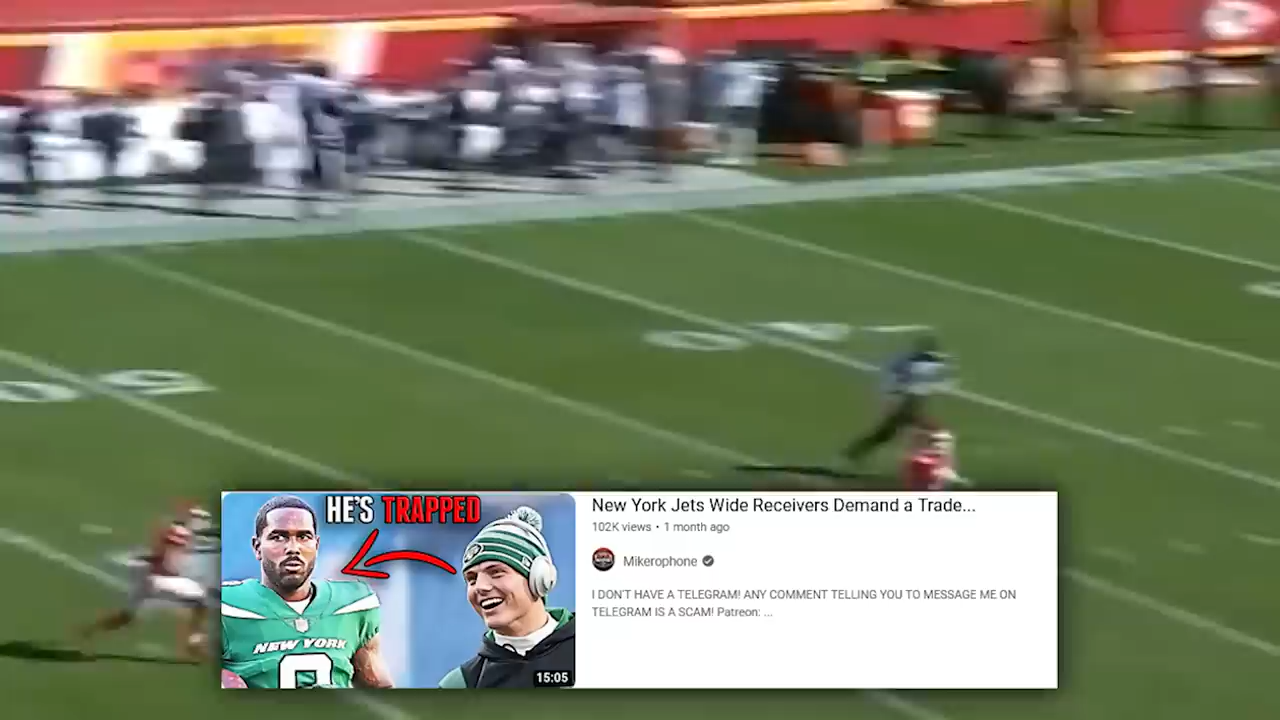 HE'S TRAPPED
NEW YORK
15:05
New York Jets Wide Receivers Demand a Trade...
102K views • 1 month ago
Mikerophone
I DON'T HAVE A TELEGRAM! ANY COMMENT TELLING YOU TO MESSAGE ME ON
TELEGRAM IS A SCAM! Patreon: ...